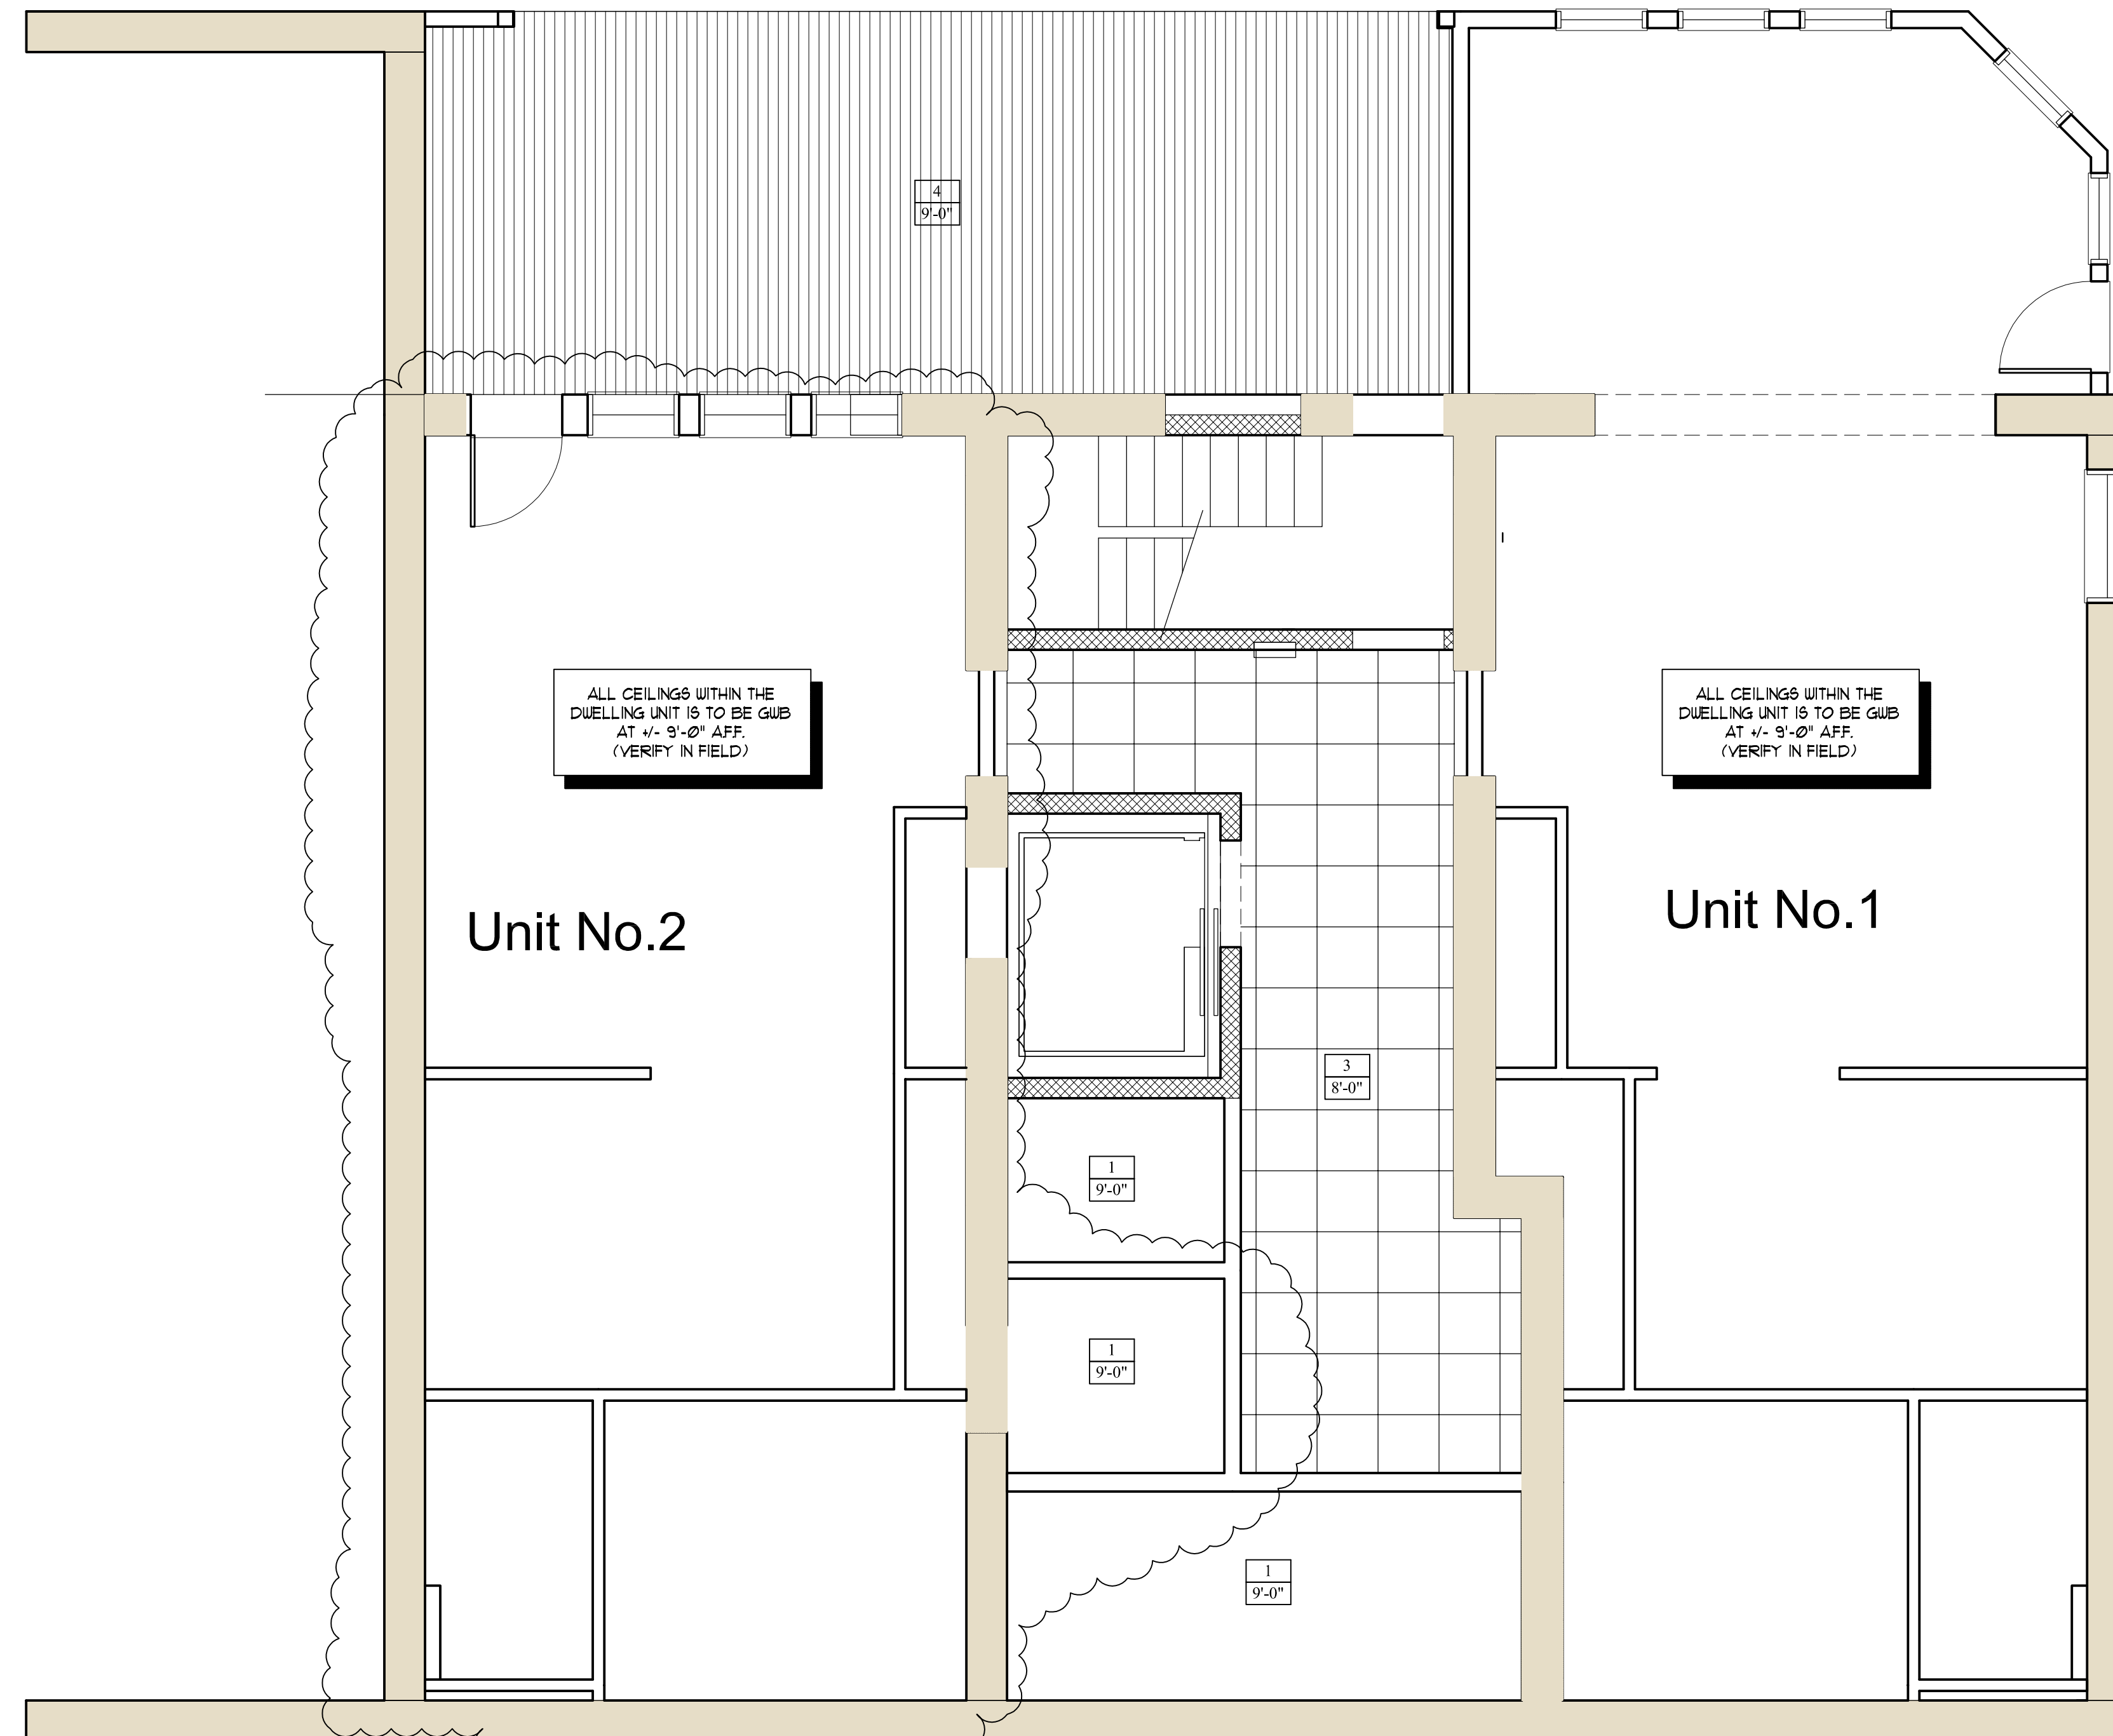 4
9'-0"
ALL CEILINGS WITHIN THE
DWELLING UNIT IS TO BE GWB
AT +/- 9'-0" A.F.F.
(VERIFY IN FIELD)
ALL CEILINGS WITHIN THE
DWELLING UNIT IS TO BE GWB
AT +/- 9'-0" A.F.F.
(VERIFY IN FIELD)
Unit No.2
Unit No.1
3
8'-0"
1
9'-0"
1
9'-0"
1
9'-0"